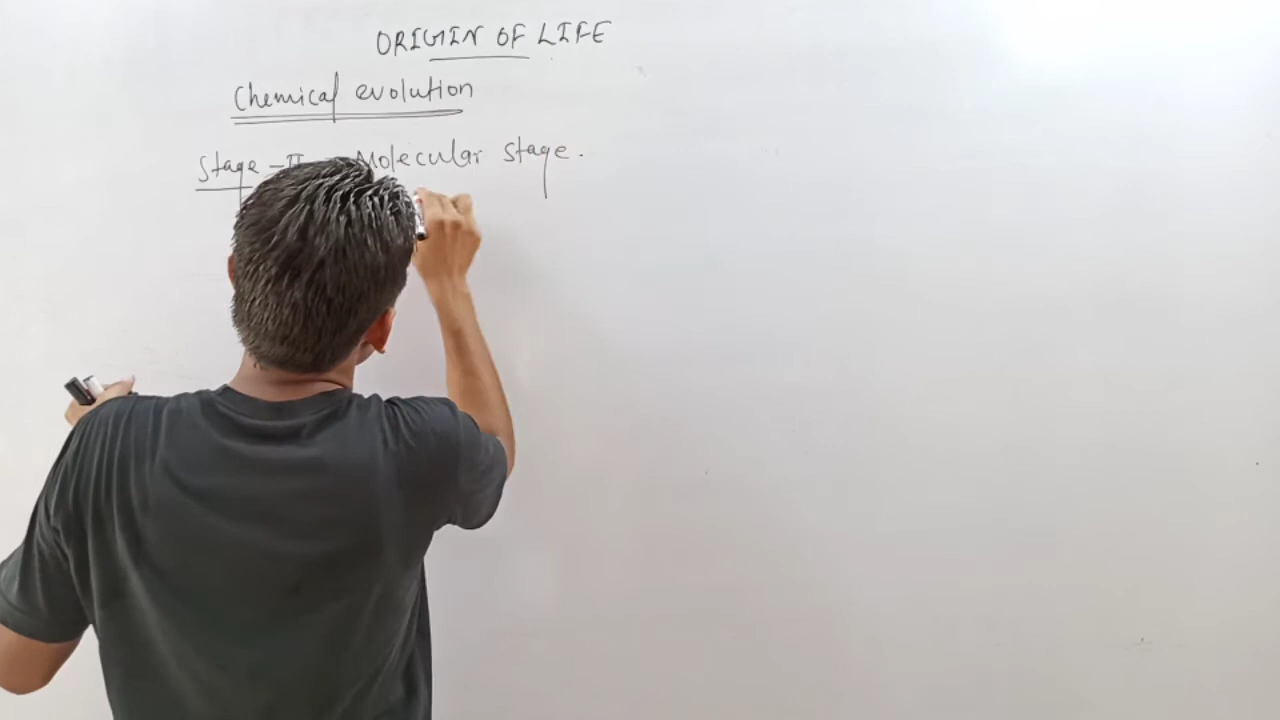 ORIGIN OF LIFE
Chemical evolution
Stage - II Molecular stage.